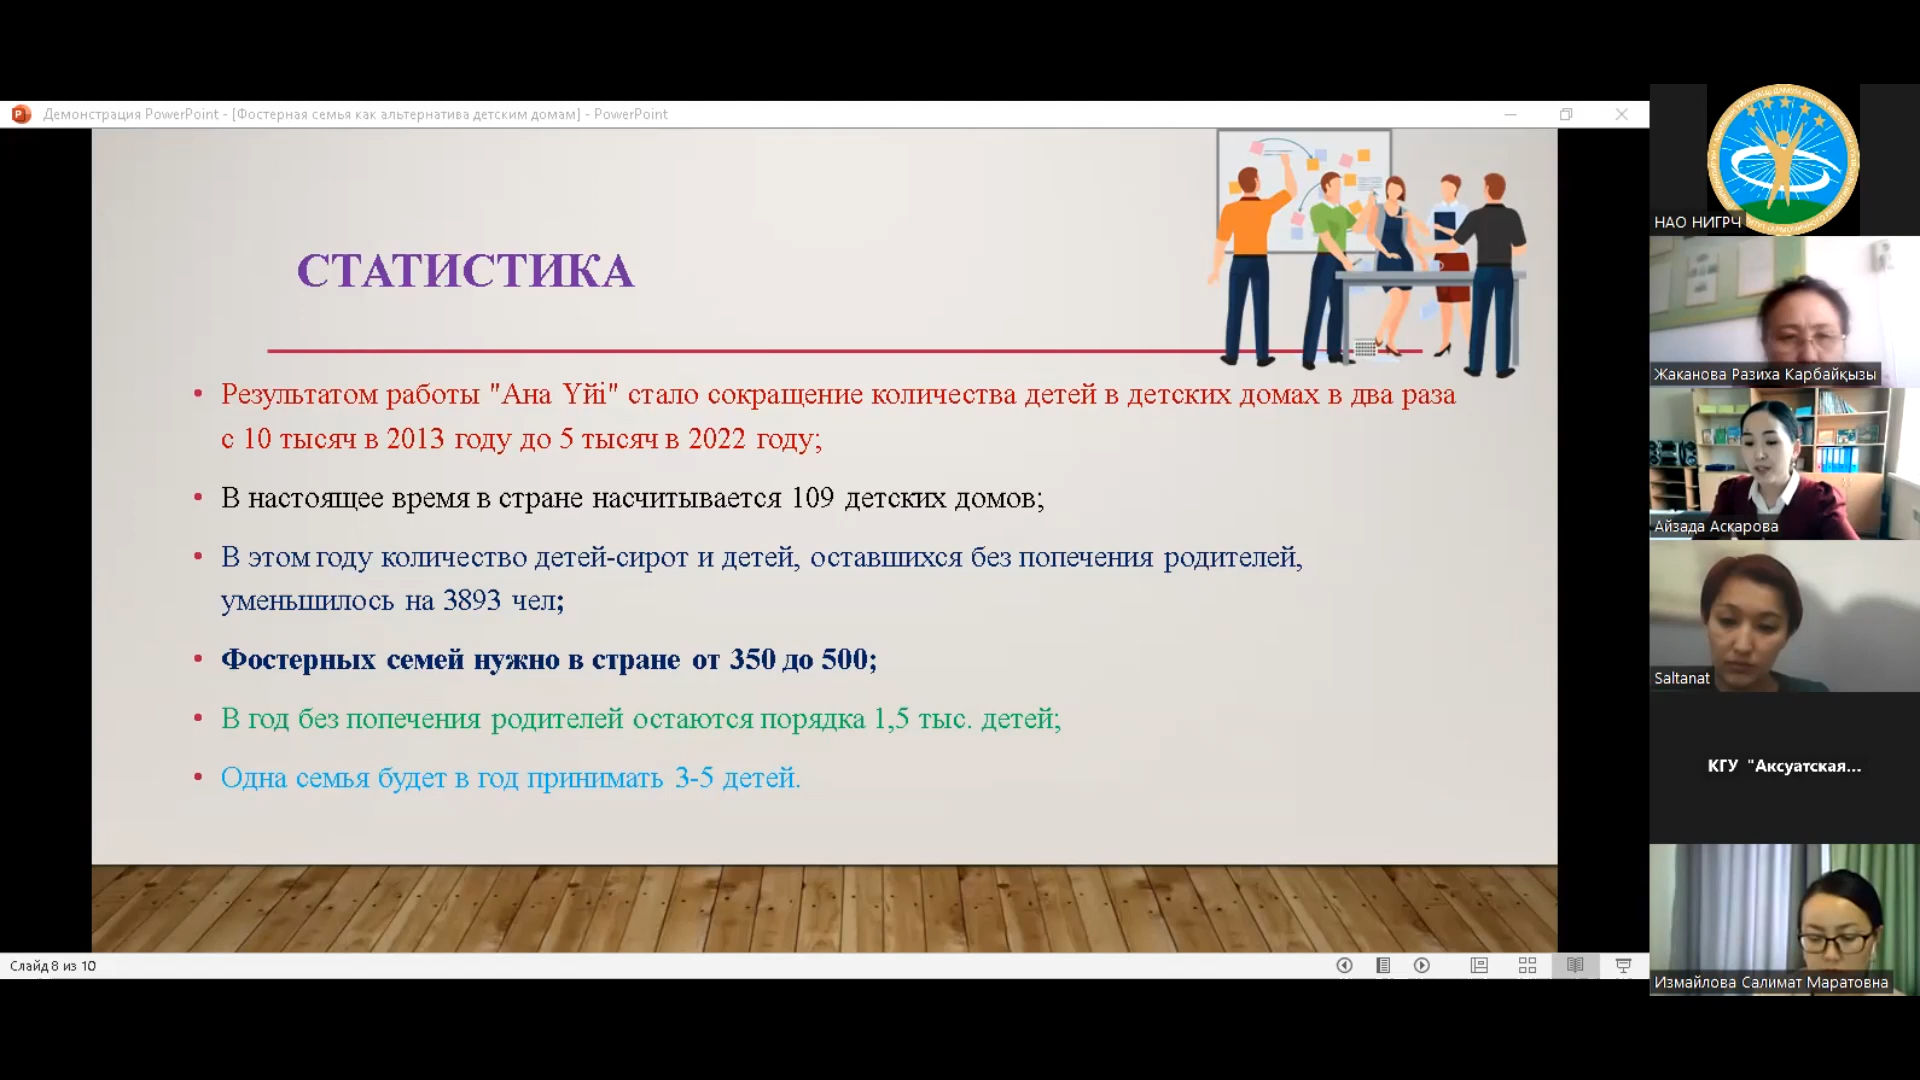 Демонстрация PowerPoint - [Фостерная семья как альтернатива детским домам] - PowerPoint
СТАТИСТИКА
• Результатом работы "Ана Үйі" стало сокращение количества детей в детских домах в два раза
с 10 тысяч в 2013 году до 5 тысяч в 2022 году;
• В настоящее время в стране насчитывается 109 детских домов;
• В этом году количество детей-сирот и детей, оставшихся без попечения родителей,
уменьшилось на 3893 чел;
• Фостерных семей нужно в стране от 350 до 500;
• В год без попечения родителей остаются порядка 1,5 тыс. детей;
• Одна семья будет в год принимать 3-5 детей.
Слайд 8 из 10
НАО НИГРЧ
Жаканова Разиха Карбайқызы
Айзада Асқарова
Saltanat
КГУ "Аксуатская...
Измайлова Салимат Маратовна